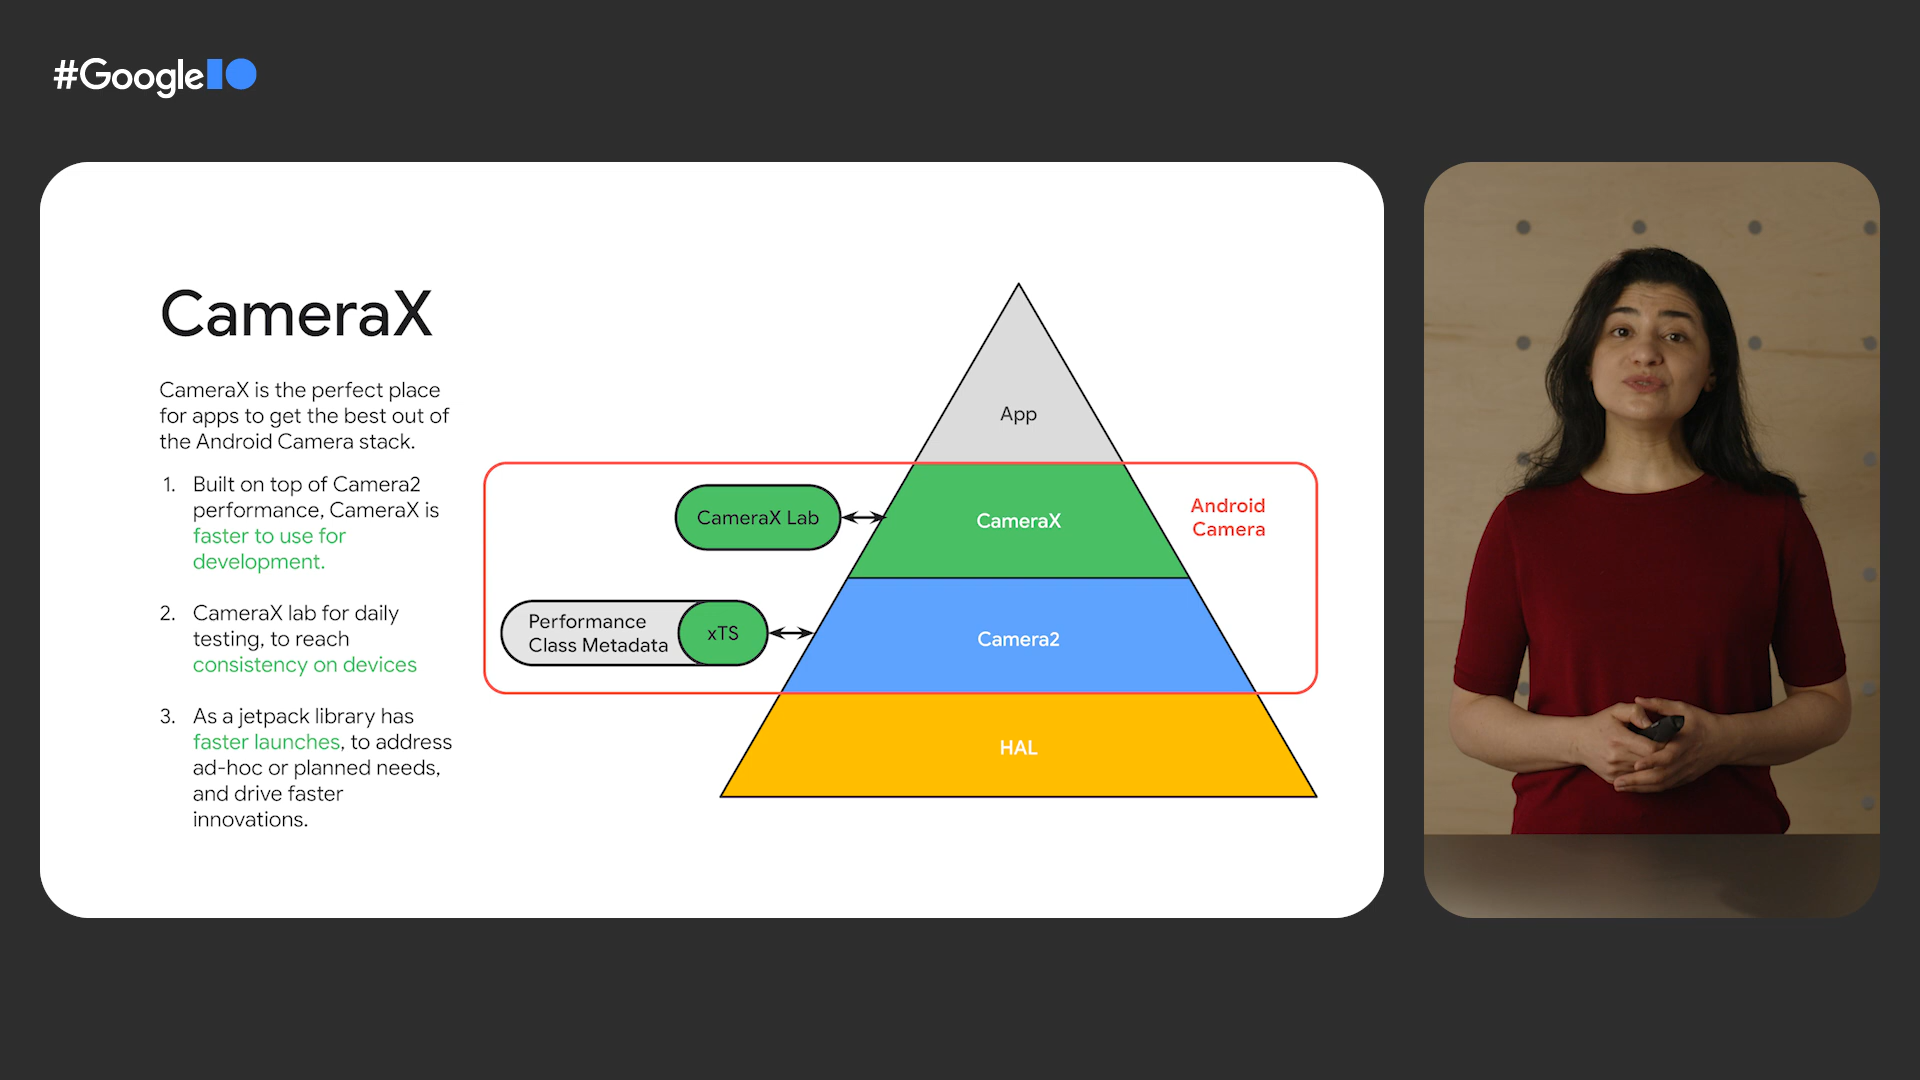 #GoogleIO
CameraX
CameraX is the perfect place
for apps to get the best out of
the Android Camera stack.
1. Built on top of Camera2
performance, CameraX is
faster to use for
development.
2. CameraX lab for daily
testing, to reach
consistency on devices
3. As a jetpack library has
faster launches, to address
ad-hoc or planned needs,
and drive faster
innovations.
App
CameraX Lab
CameraX
Android
Camera
Performance
Class Metadata
xTS
Camera2
HAL